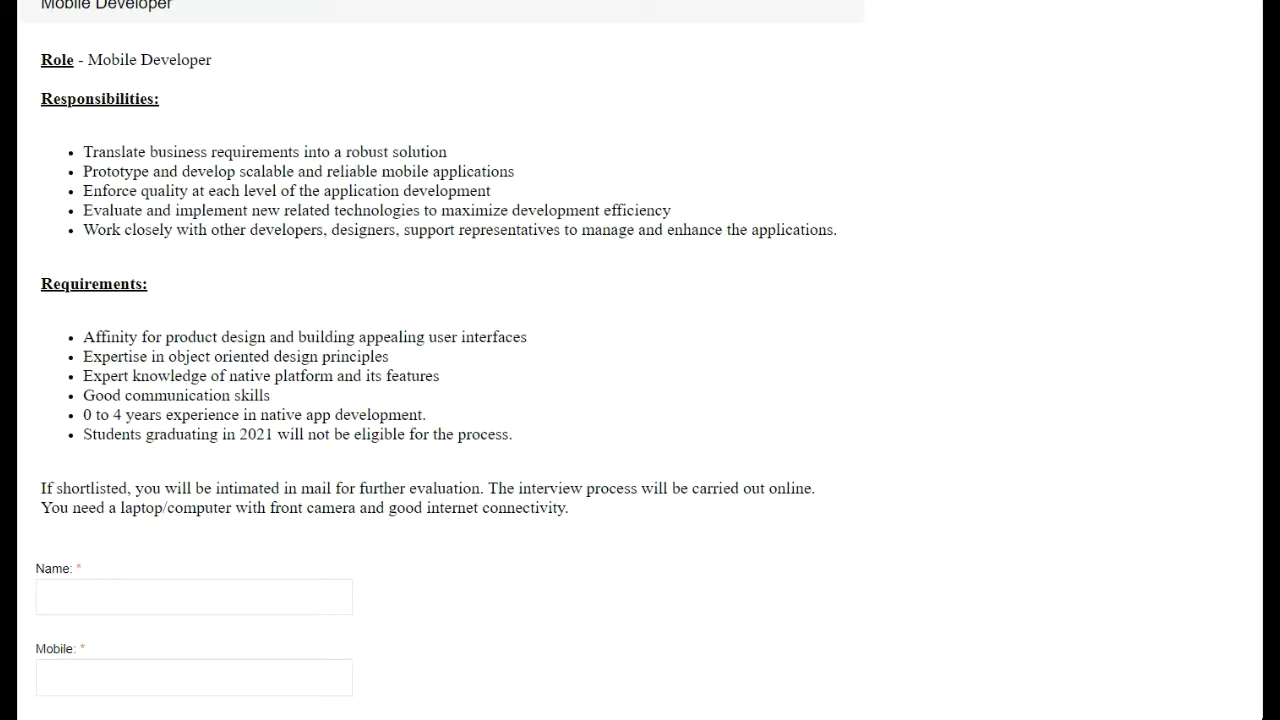 Mobile Developer
Role - Mobile Developer
Responsibilities:
• Translate business requirements into a robust solution
• Prototype and develop scalable and reliable mobile applications
• Enforce quality at each level of the application development
• Evaluate and implement new related technologies to maximize development efficiency
• Work closely with other developers, designers, support representatives to manage and enhance the applications.
Requirements:
• Affinity for product design and building appealing user interfaces
• Expertise in object oriented design principles
• Expert knowledge of native platform and its features
• Good communication skills
• 0 to 4 years experience in native app development.
• Students graduating in 2021 will not be eligible for the process.
If shortlisted, you will be intimated in mail for further evaluation. The interview process will be carried out online.
You need a laptop/computer with front camera and good internet connectivity.
Name: *
Mobile: *